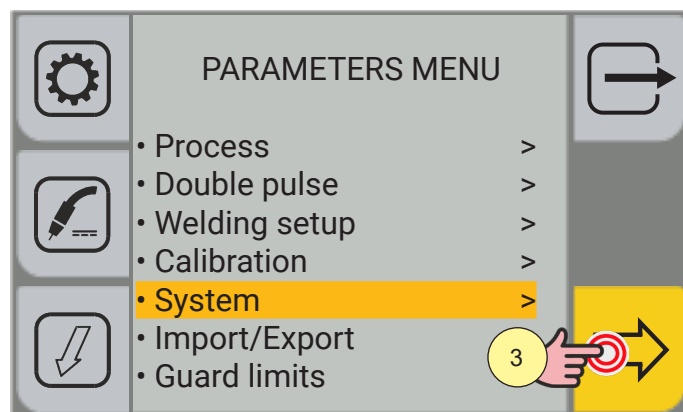 PARAMETERS MENU
• Process >
• Double pulse >
• Welding setup >
• Calibration >
• System >
• Import/Export
• Guard limits
3